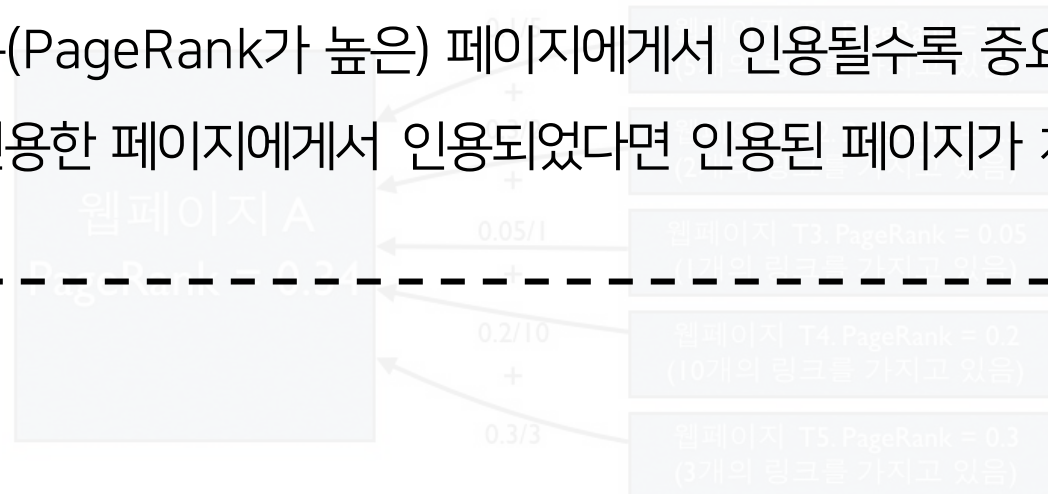 (PageRank가 높은) 페이지에게서 인용될수록
용한 페이지에게서 인용되었다면 인용된 페이지가
웹페이지 A
PageRank = 0.34
+
+
0.05/1
+
0.2/10
+
0.3/3
웹페이지 T3. PageRank = 0.05
(1개의 링크를 가지고 있음)
웹페이지 T4. PageRank = 0.2
(10개의 링크를 가지고 있음)
웹페이지 T5. PageRank = 0.3
(3개의 링크를 가지고 있음)